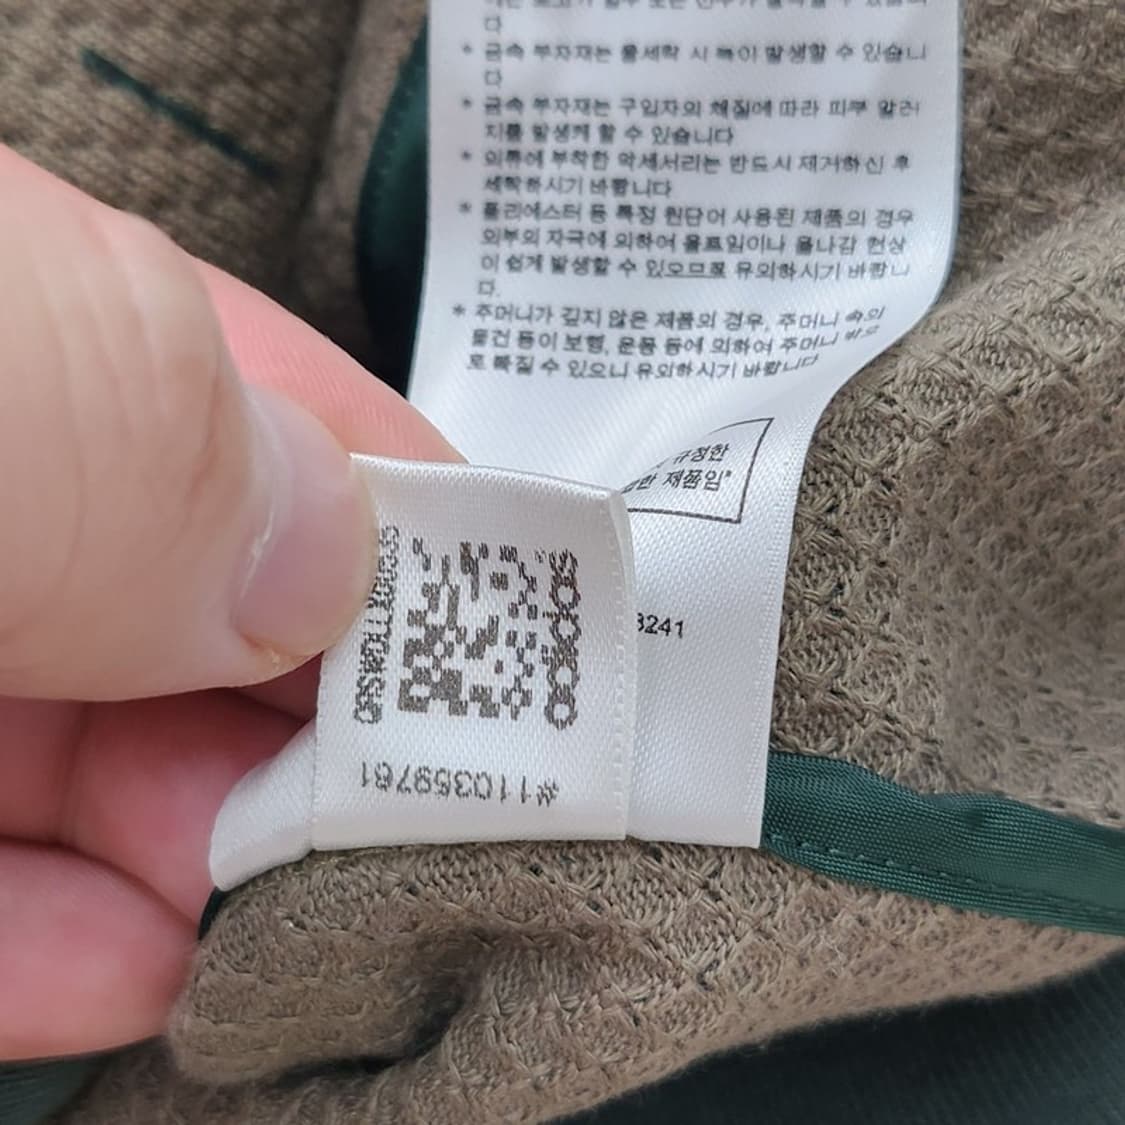 다
* 금속 부자재는 물세탁 시 녹이 발생할 수 있습니
다
* 금속 부자재는 구입자의 체질에 따라 피부 알러
지를 발생케 할 수 있습니다
* 의류에 부착한 악세서리는 반드시 제거하신 후
세탁하시기 바랍니다
* 폴리에스터 등 특정 원단이 사용된 제품의 경우
외부의 자극에 의하여 올트임이나 올나감 현상
이 쉽게 발생할 수 있으므로 유의하시기 바랍니
다.
* 주머니가 깊지 않은 제품의 경우, 주머니 속의
물건 등이 보행, 운동 등에 의하여 주머니 밖으
로 빠질 수 있으니 유의하시기 바랍니다
규정한
제품임"
3241
#110359761